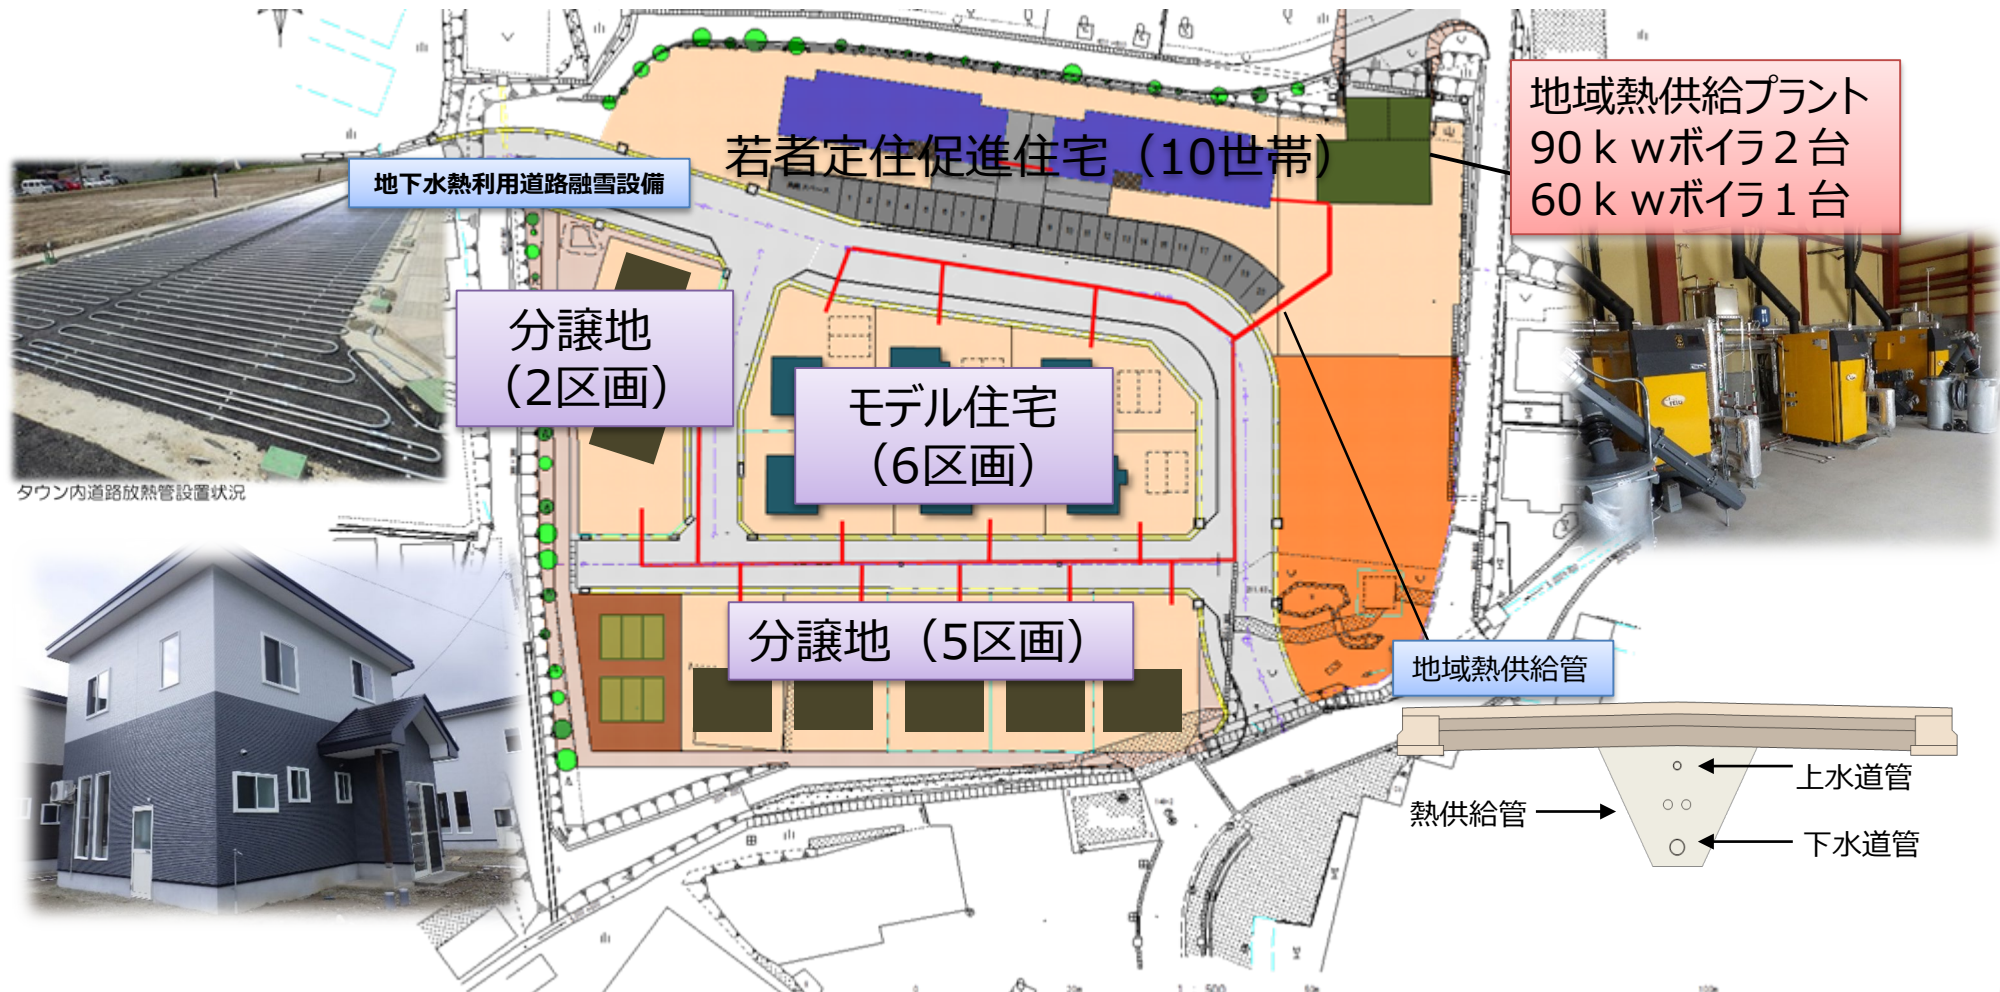 地域熱供給プラント
90ｋｗボイラ２台
60ｋｗボイラ１台
若者定住促進住宅（10世帯）
地下水熱利用道路融雪設備
分譲地
（2区画）
モデル住宅
（6区画）
タウン内道路放熱管設置状況
分譲地（5区画）
地域熱供給管
上水道管
熱供給管
下水道管
1 : 500